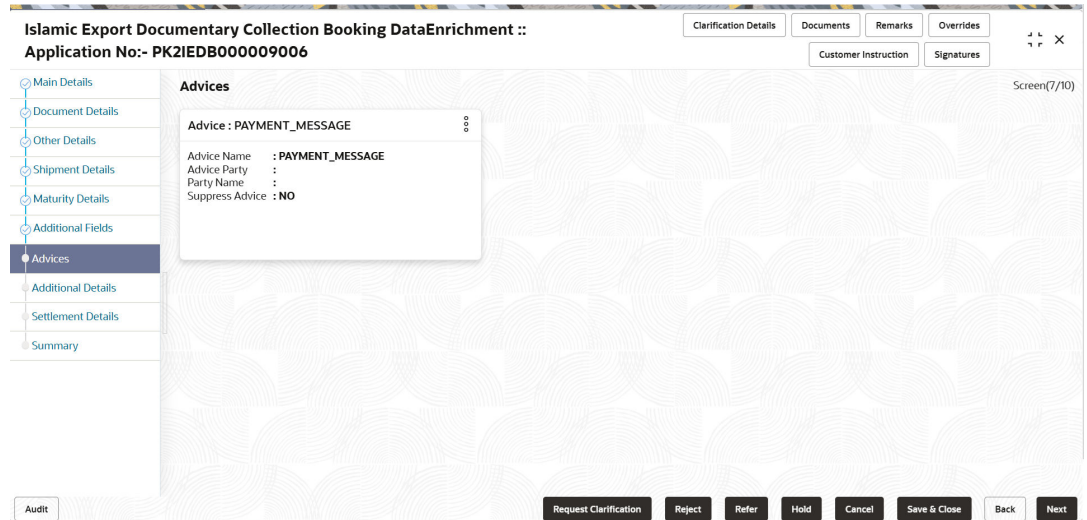 Islamic Export Documentary Collection Booking DataEnrichment ::
Application No:- PK2IEDB000009006
Clarification Details
Documents
Remarks
Overrides
Customer Instruction
Signatures
Main Details
Document Details
Other Details
Shipment Details
Maturity Details
Additional Fields
Advices
Additional Details
Settlement Details
Summary
Advices
Screen(7/10)
Advice : PAYMENT_MESSAGE
Advice Name : PAYMENT_MESSAGE
Advice Party :
Party Name :
Suppress Advice : NO
Audit
Request Clarification
Reject
Refer
Hold
Cancel
Save & Close
Back
Next